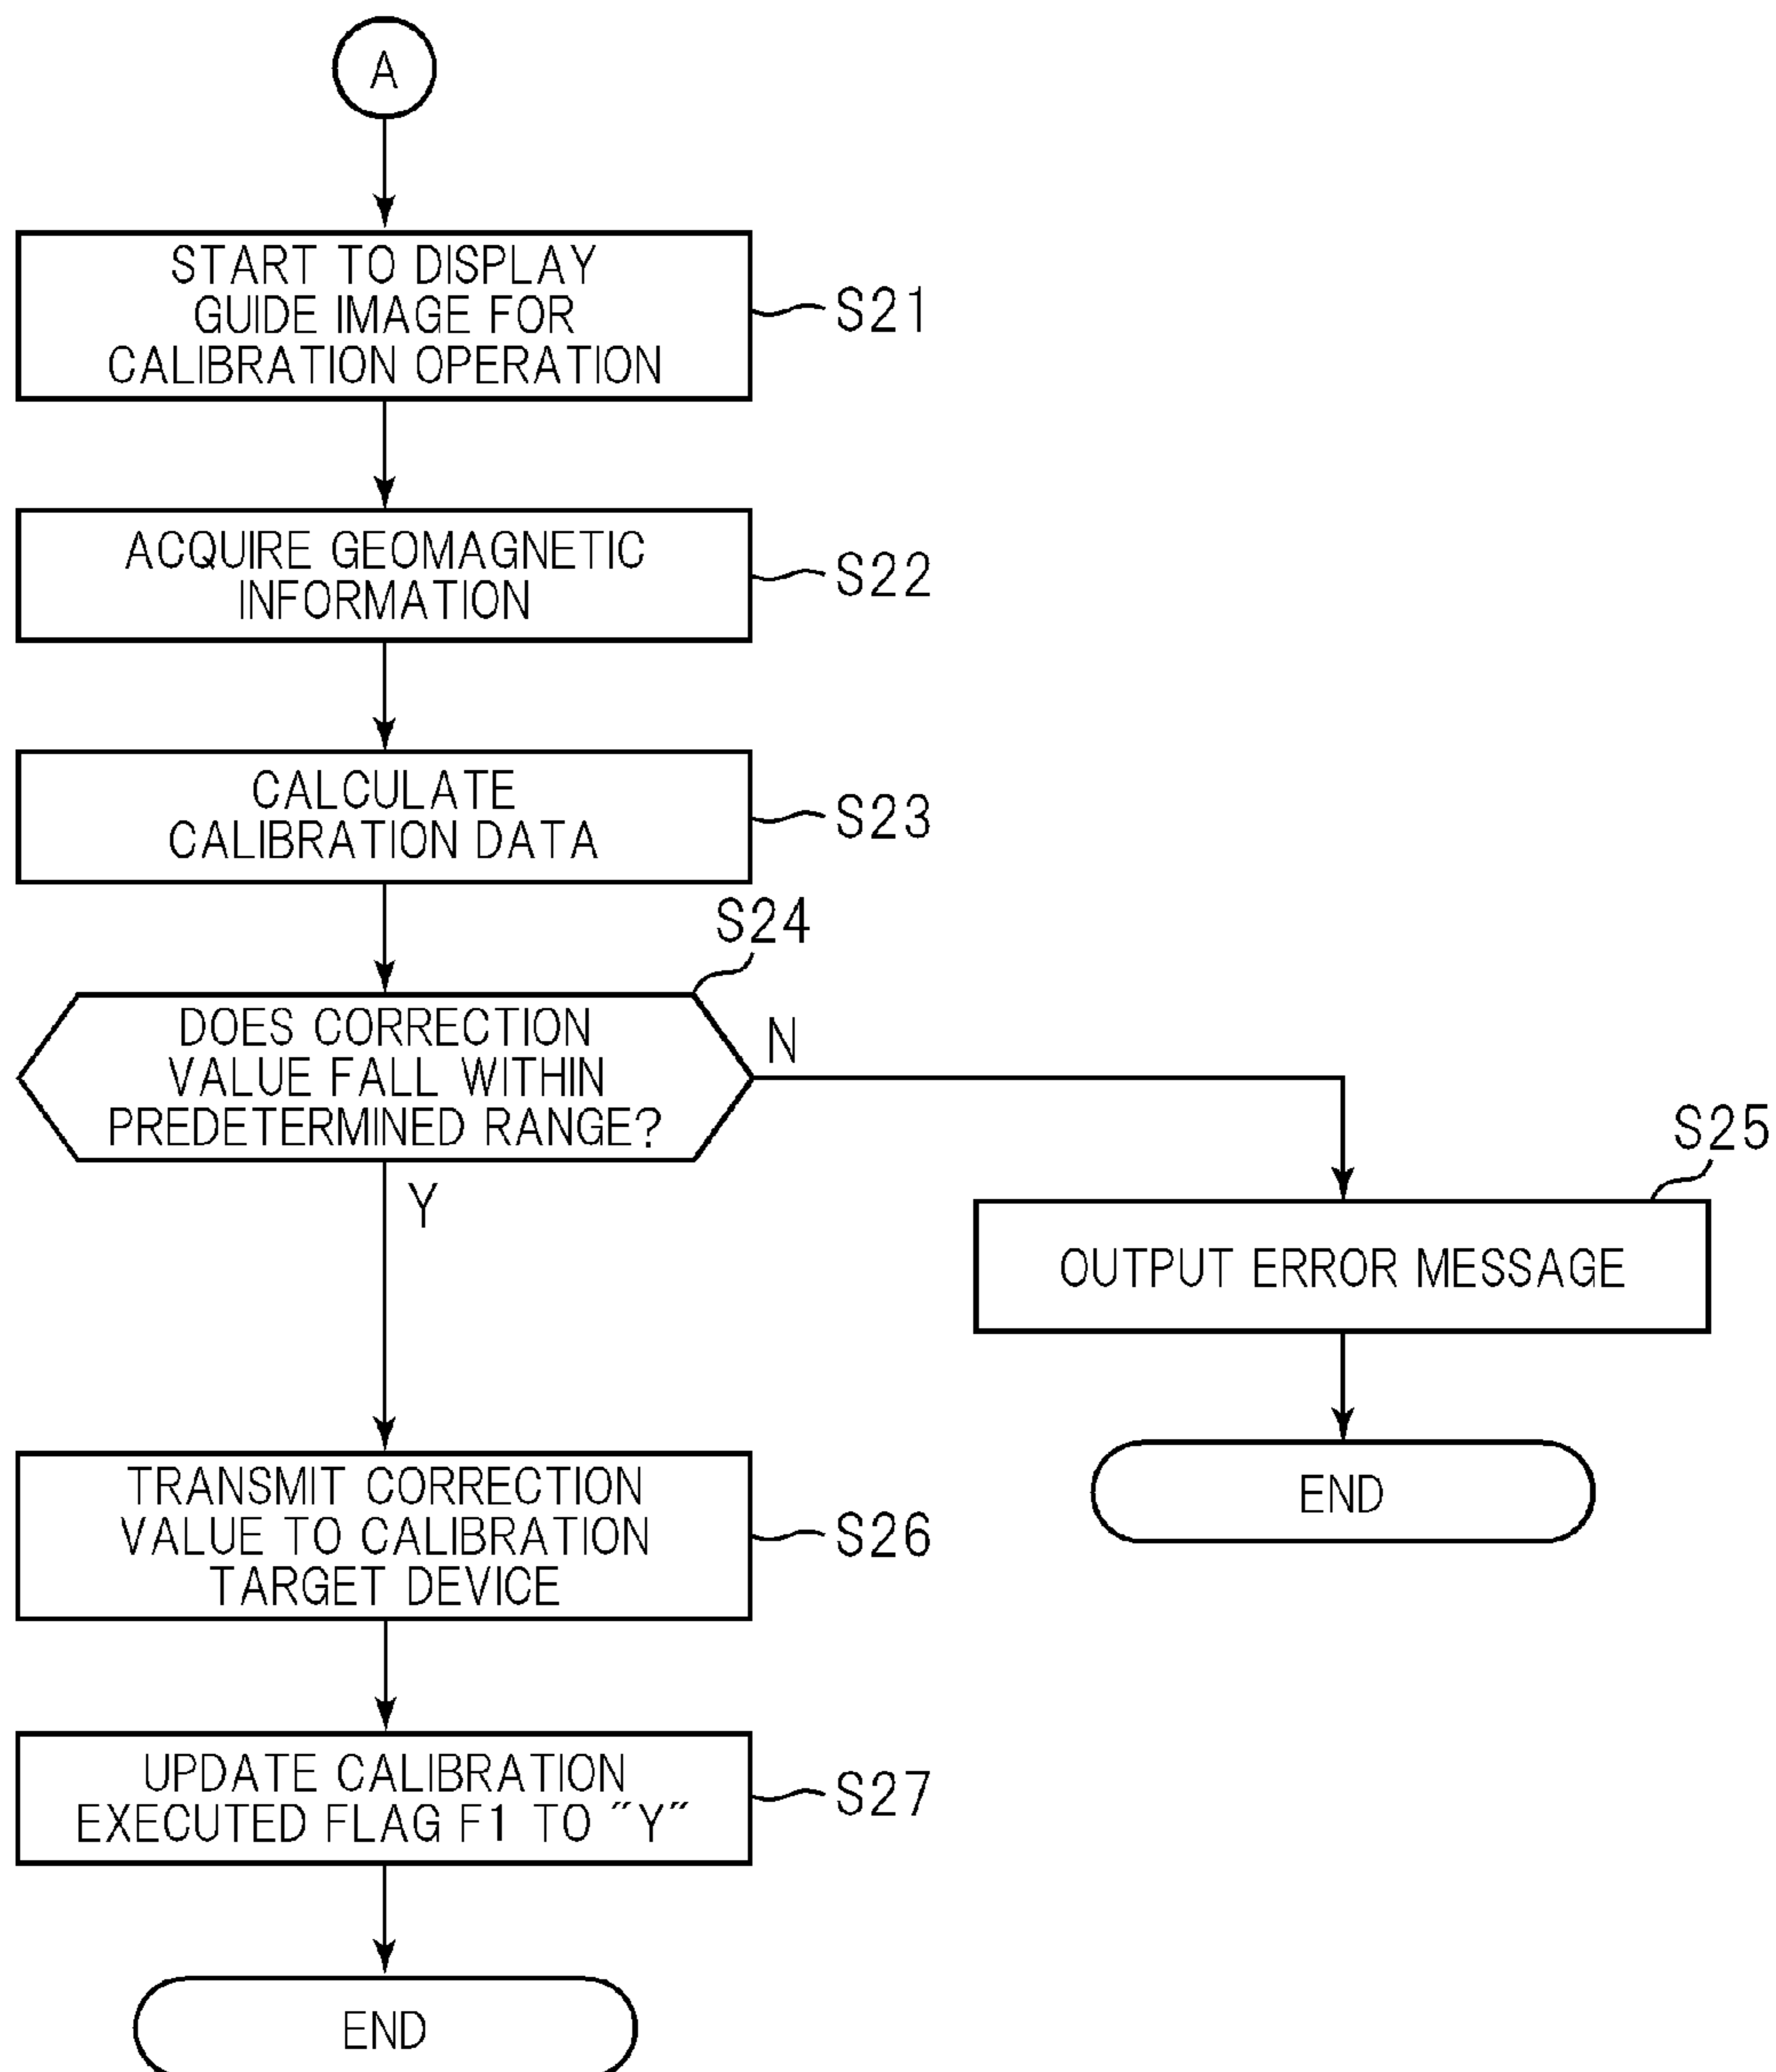 A
START TO DISPLAY
GUIDE IMAGE FOR
CALIBRATION OPERATION
S21
ACQUIRE GEOMAGNETIC
INFORMATION
S22
CALCULATE
CALIBRATION DATA
S23
S24
DOES CORRECTION
VALUE FALL WITHIN
PREDETERMINED RANGE?
N
Y
S25
OUTPUT ERROR MESSAGE
END
TRANSMIT CORRECTION
VALUE TO CALIBRATION
TARGET DEVICE
S26
UPDATE CALIBRATION
EXECUTED FLAG F1 TO "Y"
S27
END